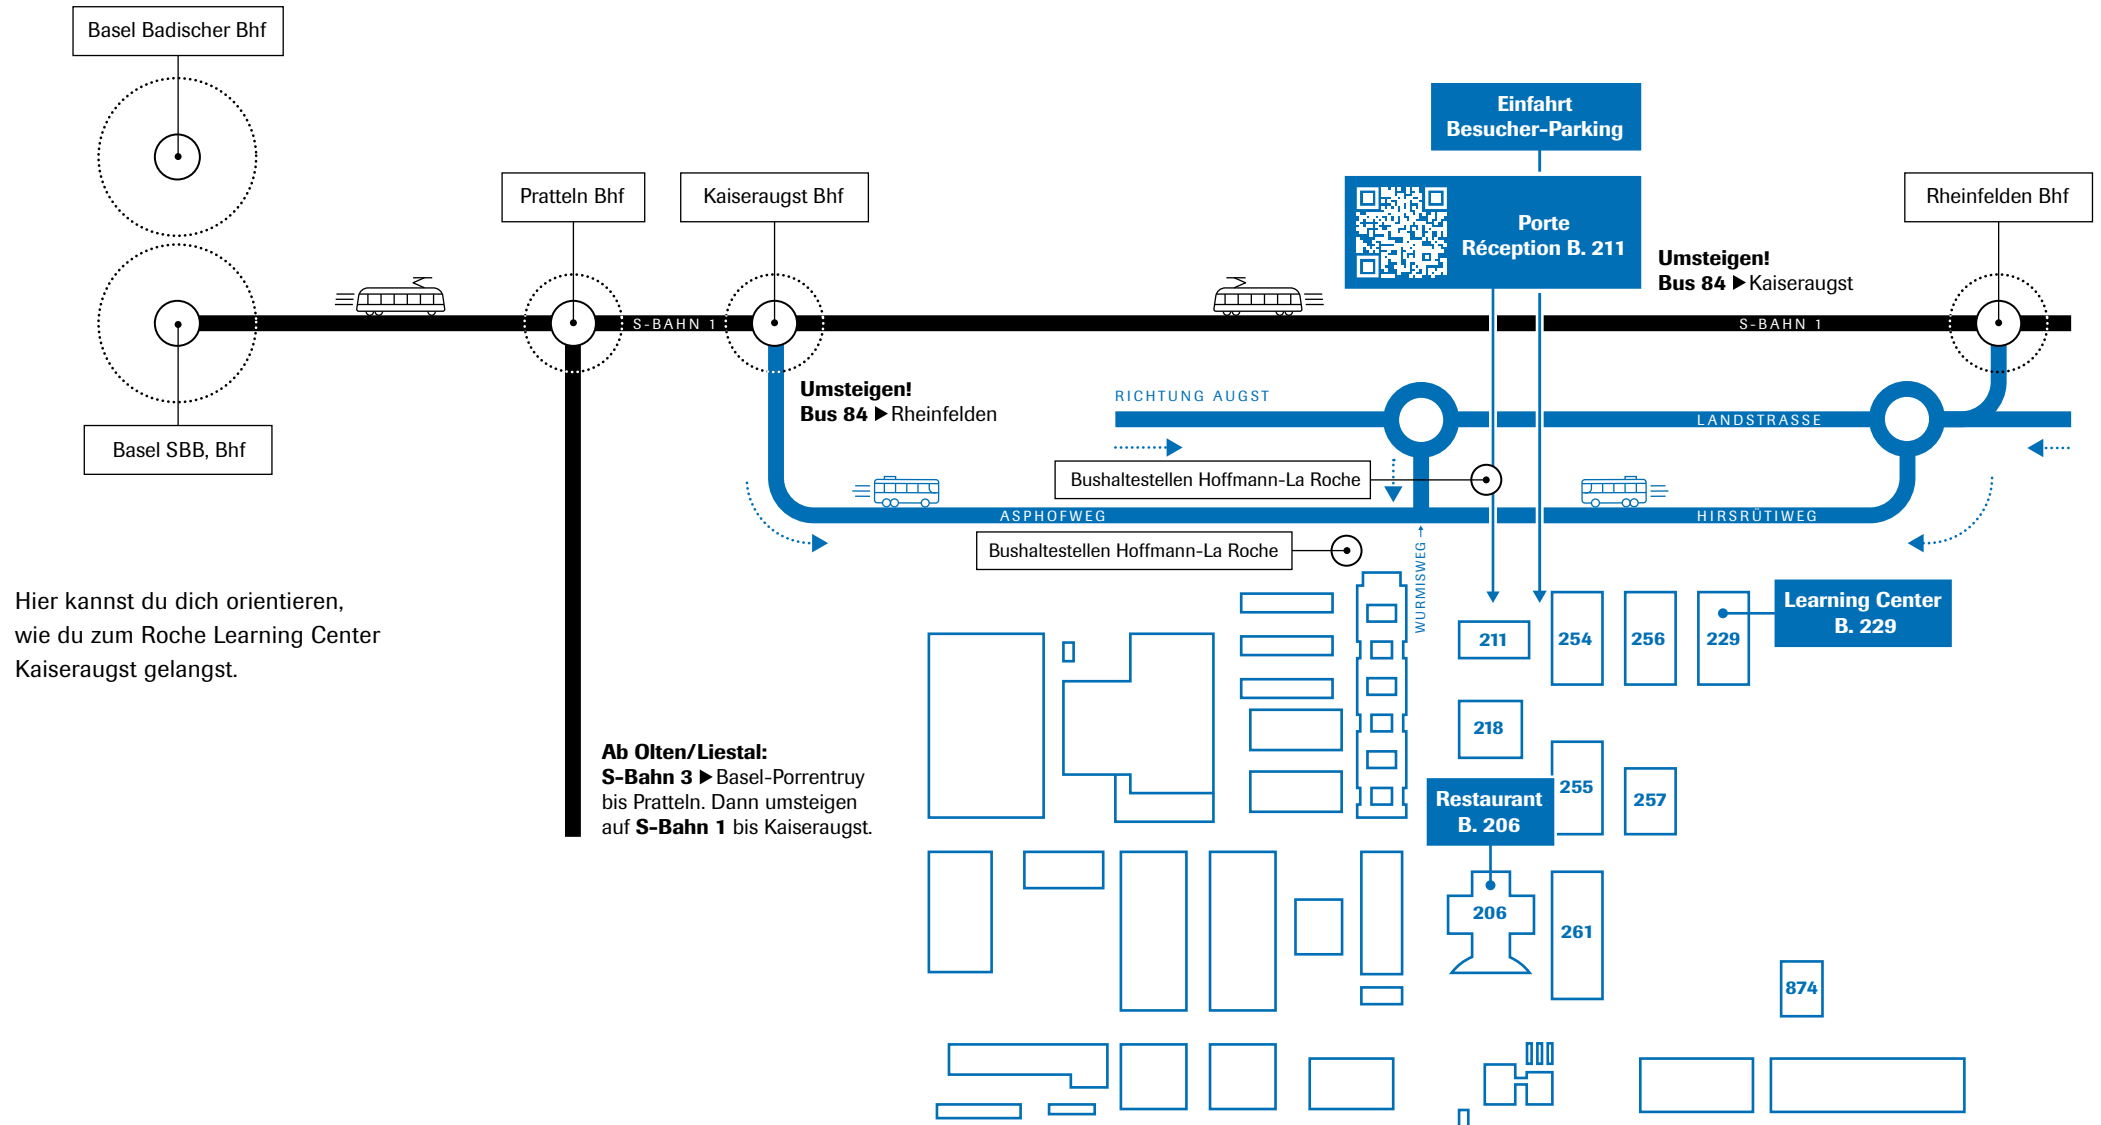 Basel Badischer Bhf
Einfahrt
Besucher-Parking
Pratteln Bhf
Kaiseraugst Bhf
Porte
Réception B. 211
Rheinfelden Bhf
Umsteigen!
Bus 84 ▶ Kaiseraugst
S-BAHN 1
S-BAHN 1
Umsteigen!
Bus 84 ▶ Rheinfelden
RICHTUNG AUGST
LANDSTRASSE
Basel SBB, Bhf
Bushaltestellen Hoffmann-La Roche
ASPHOFWEG
HIRSRÜTIWEG
Bushaltestellen Hoffmann-La Roche
WURMISWEG →
Hier kannst du dich orientieren,
wie du zum Roche Learning Center
Kaiseraugst gelangst.
Learning Center
B. 229
211
254
256
229
218
Ab Olten/Liestal:
S-Bahn 3 ▶ Basel-Porrentruy
bis Pratteln. Dann umsteigen
auf S-Bahn 1 bis Kaiseraugst.
Restaurant
B. 206
255
257
206
261
874